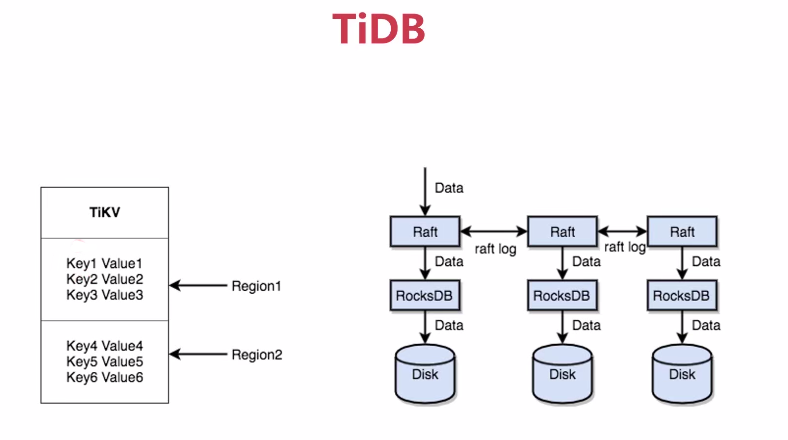 TiDB
TiKV
Key1 Value1
Key2 Value2
Key3 Value3
Region1
Key4 Value4
Key5 Value5
Key6 Value6
Region2
Data
Raft
raft log
Raft
raft log
Raft
Data
Data
Data
RocksDB
RocksDB
RocksDB
Data
Data
Data
Disk
Disk
Disk